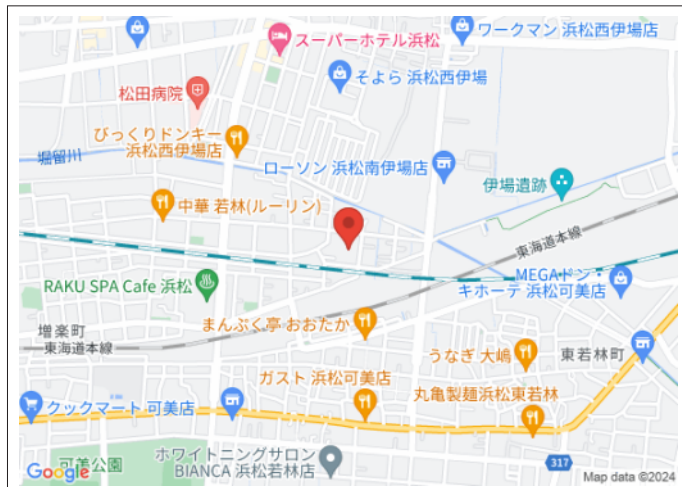 ワークマン 浜松西伊場店
スーパーホテル浜松
そよら 浜松西伊場
松田病院
びっくりドンキー
浜松西伊場店
堀留川
ローソン 浜松南伊場店
伊場遺跡
中華 若林(ルーリン)
東海道本線
MEGAドン・
キホーテ 浜松可美店
RAKU SPA Cafe 浜松
まんぷく亭 おおたか
増楽町
東海道本線
うなぎ 大嶋
東若林町
ガスト 浜松可美店
丸亀製麺浜松東若林
クックマート 可美店
ホワイトニングサロン
BIANCA 浜松若林店
可美公園
Google
317
Map data ©2024